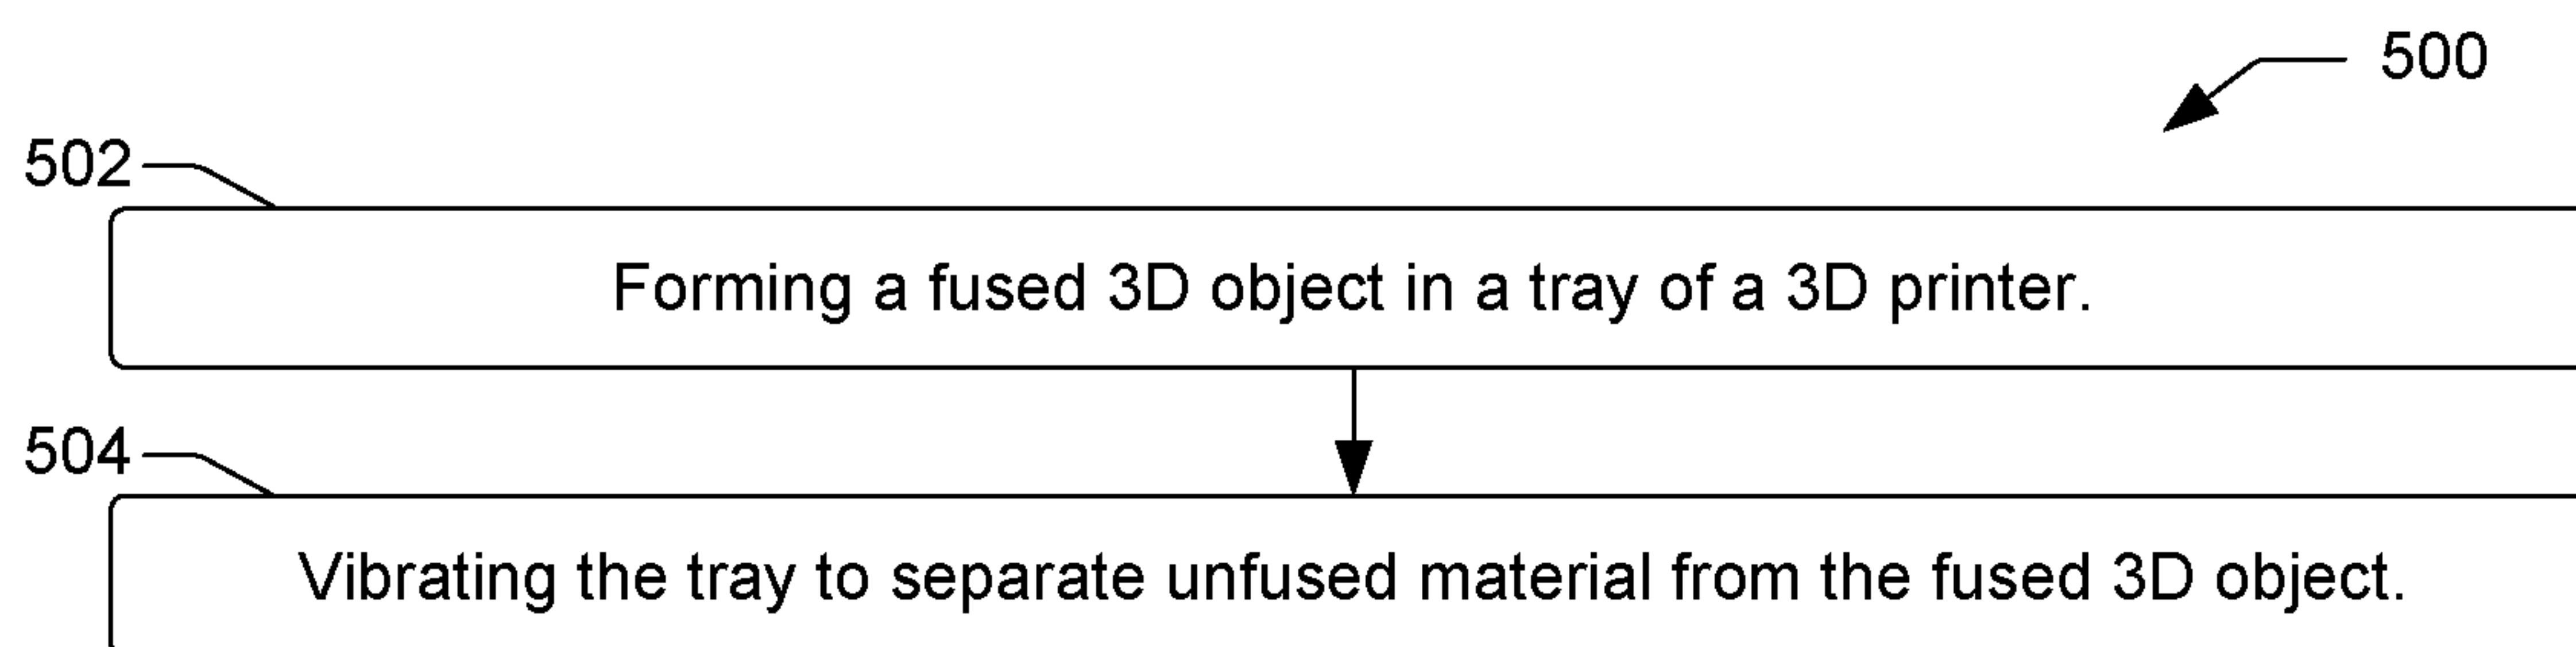 500
502
Forming a fused 3D object in a tray of a 3D printer.
504
Vibrating the tray to separate unfused material from the fused 3D object.